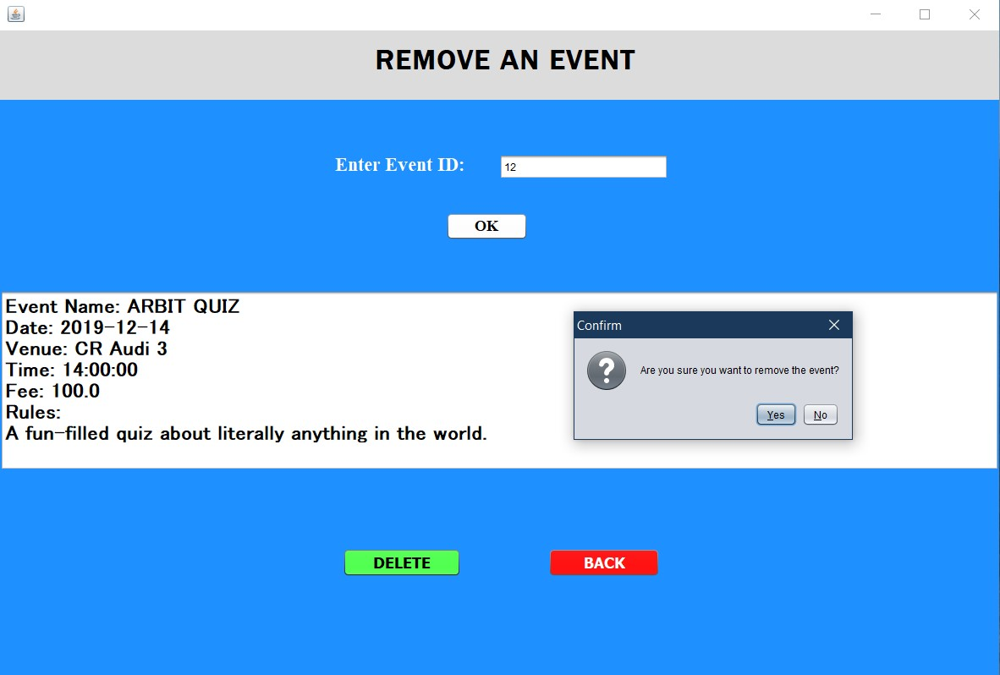 REMOVE AN EVENT
Enter Event ID: 12
OK
Event Name: ARBIT QUIZ
Date: 2019-12-14
Venue: CR Audi 3
Time: 14:00:00
Fee: 100.0
Rules:
A fun-filled quiz about literally anything in the world.
Confirm
Are you sure you want to remove the event?
Yes No
DELETE BACK